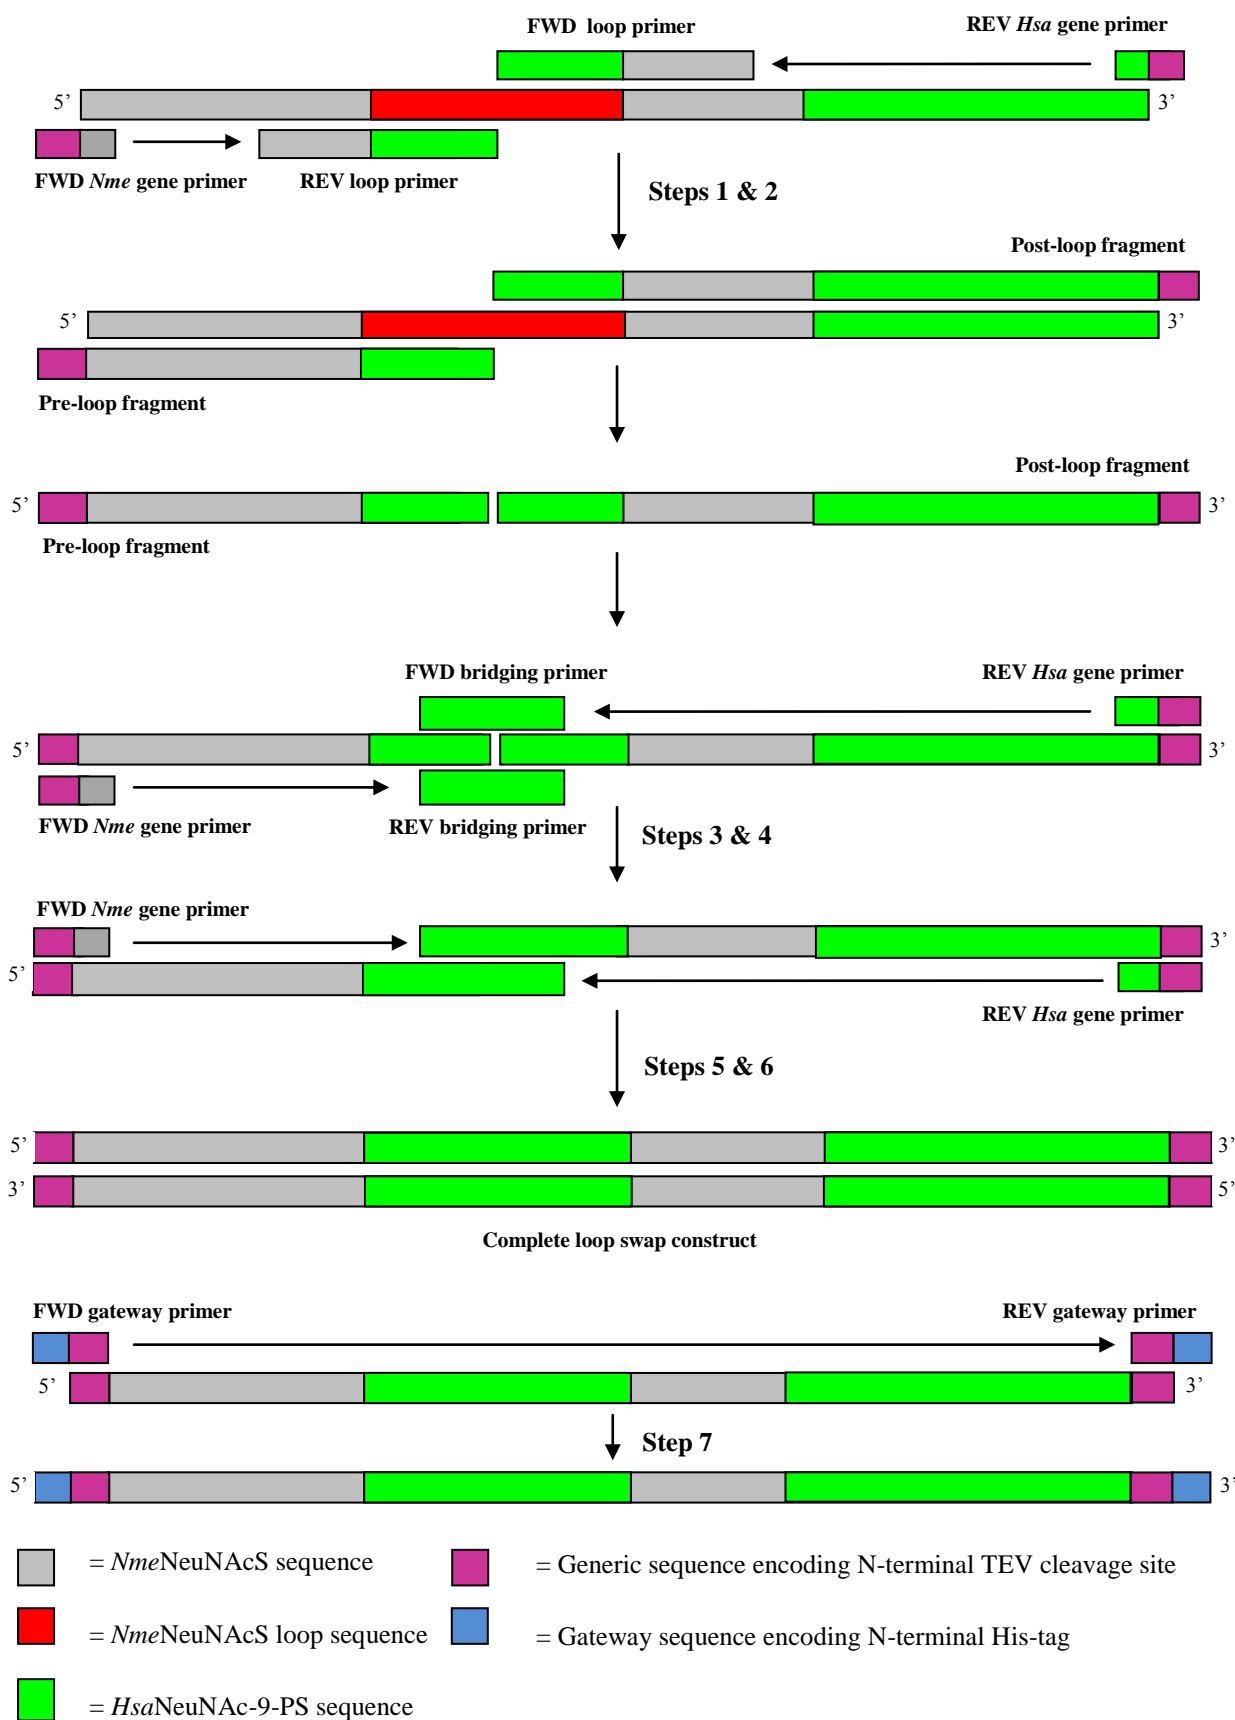 FWD loop primer
REV Hsa gene primer
5’
3’
FWD Nme gene primer
REV loop primer
Steps 1 & 2
Post-loop fragment
5’
3’
Pre-loop fragment
Post-loop fragment
5’
3’
Pre-loop fragment
FWD bridging primer
REV Hsa gene primer
5’
3’
FWD Nme gene primer
REV bridging primer
Steps 3 & 4
FWD Nme gene primer
3’
5’
REV Hsa gene primer
Steps 5 & 6
5’
3’
3’
5’
Complete loop swap construct
FWD gateway primer
REV gateway primer
5’
3’
Step 7
5’
3’
= NmeNeuNAcS sequence
= Generic sequence encoding N-terminal TEV cleavage site
= NmeNeuNAcS loop sequence
= Gateway sequence encoding N-terminal His-tag
= HsaNeuNAc-9-PS sequence